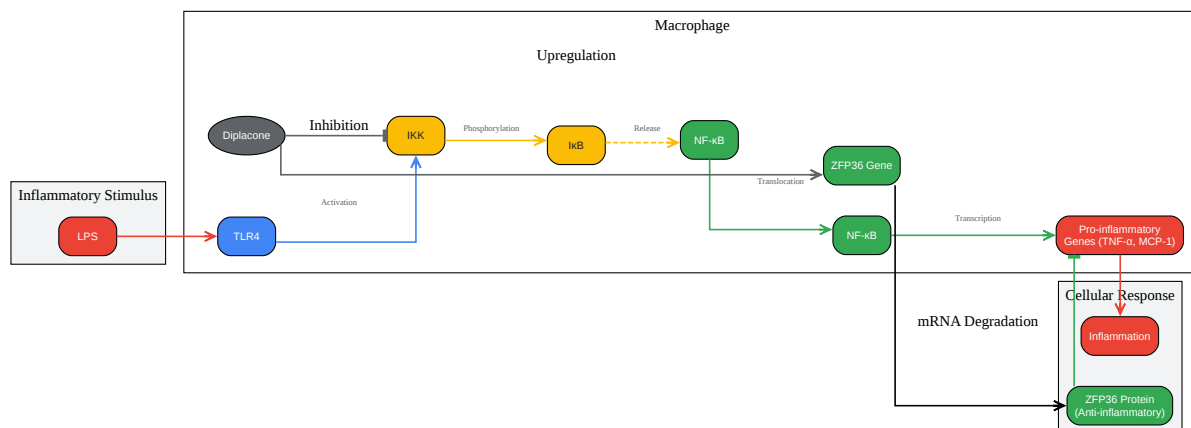 Macrophage
Upregulation
Diplacone
Inhibition
IKK
Phosphorylation
IκB
Release
NF-κB
ZFP36 Gene
Translocation
Inflammatory Stimulus
Activation
LPS
TLR4
NF-κB
Transcription
Pro-inflammatory
Genes (TNF-α, MCP-1)
Cellular Response
mRNA Degradation
Inflammation
ZFP36 Protein
(Anti-inflammatory)